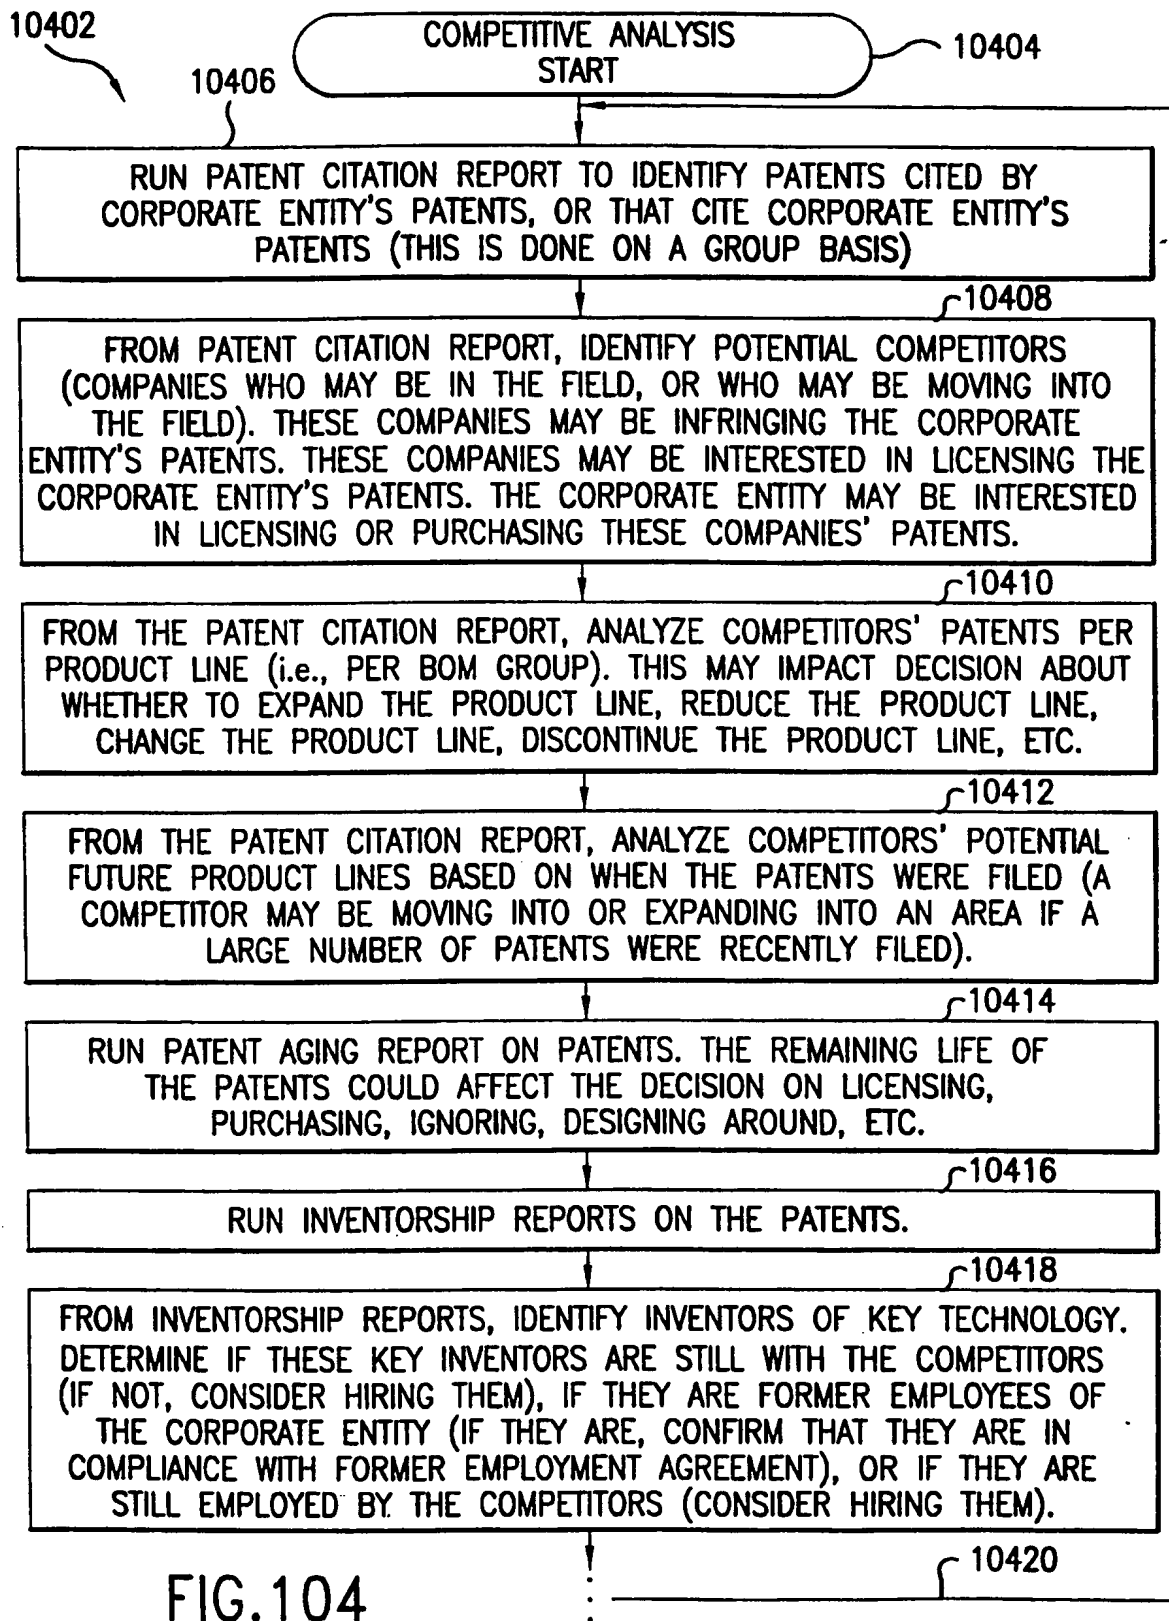 10402
COMPETITIVE ANALYSIS
START
10404
10406
RUN PATENT CITATION REPORT TO IDENTIFY PATENTS CITED BY
CORPORATE ENTITY'S PATENTS, OR THAT CITE CORPORATE ENTITY'S
PATENTS (THIS IS DONE ON A GROUP BASIS)
10408
FROM PATENT CITATION REPORT, IDENTIFY POTENTIAL COMPETITORS
(COMPANIES WHO MAY BE IN THE FIELD, OR WHO MAY BE MOVING INTO
THE FIELD). THESE COMPANIES MAY BE INFRINGING THE CORPORATE
ENTITY'S PATENTS. THESE COMPANIES MAY BE INTERESTED IN LICENSING THE
CORPORATE ENTITY'S PATENTS. THE CORPORATE ENTITY MAY BE INTERESTED
IN LICENSING OR PURCHASING THESE COMPANIES' PATENTS.
10410
FROM THE PATENT CITATION REPORT, ANALYZE COMPETITORS' PATENTS PER
PRODUCT LINE (i.e., PER BOM GROUP). THIS MAY IMPACT DECISION ABOUT
WHETHER TO EXPAND THE PRODUCT LINE, REDUCE THE PRODUCT LINE,
CHANGE THE PRODUCT LINE, DISCONTINUE THE PRODUCT LINE, ETC.
10412
FROM THE PATENT CITATION REPORT, ANALYZE COMPETITORS' POTENTIAL
FUTURE PRODUCT LINES BASED ON WHEN THE PATENTS WERE FILED (A
COMPETITOR MAY BE MOVING INTO OR EXPANDING INTO AN AREA IF A
LARGE NUMBER OF PATENTS WERE RECENTLY FILED).
10414
RUN PATENT AGING REPORT ON PATENTS. THE REMAINING LIFE OF
THE PATENTS COULD AFFECT THE DECISION ON LICENSING,
PURCHASING, IGNORING, DESIGNING AROUND, ETC.
10416
RUN INVENTORSHIP REPORTS ON THE PATENTS.
10418
FROM INVENTORSHIP REPORTS, IDENTIFY INVENTORS OF KEY TECHNOLOGY.
DETERMINE IF THESE KEY INVENTORS ARE STILL WITH THE COMPETITORS
(IF NOT, CONSIDER HIRING THEM), IF THEY ARE FORMER EMPLOYEES OF
THE CORPORATE ENTITY (IF THEY ARE, CONFIRM THAT THEY ARE IN
COMPLIANCE WITH FORMER EMPLOYMENT AGREEMENT), OR IF THEY ARE
STILL EMPLOYED BY THE COMPETITORS (CONSIDER HIRING THEM).
10420
FIG.104